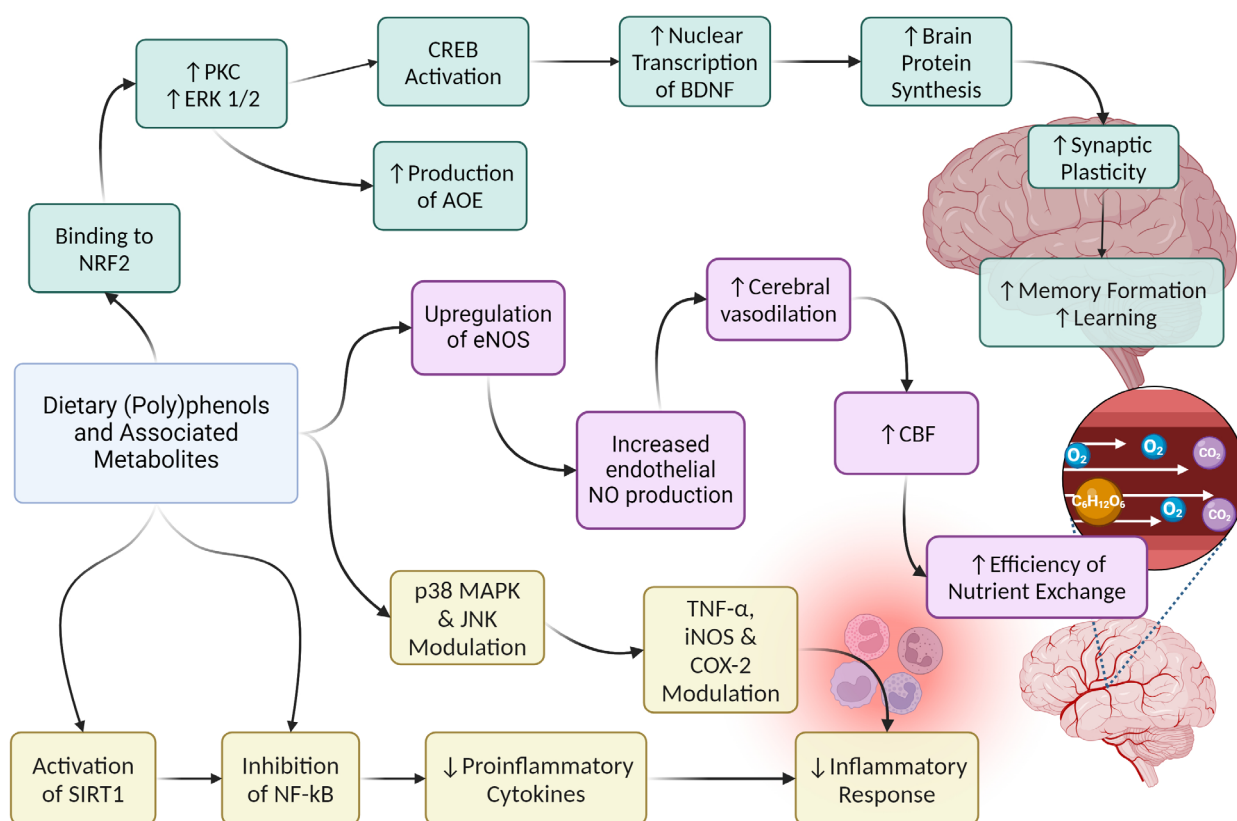 ↑ PKC
↑ ERK 1/2
CREB
Activation
↑ Nuclear
Transcription
of BDNF
↑ Brain
Protein
Synthesis
↑ Production
of AOE
↑ Synaptic
Plasticity
Binding to
NRF2
↑ Memory Formation
↑ Learning
Upregulation
of eNOS
↑ Cerebral
vasodilation
Dietary (Poly)phenols
and Associated
Metabolites
Increased
endothelial
NO production
↑ CBF
O₂
O₂
CO₂
C₆H₁₂O₆
O₂
CO₂
↑ Efficiency of
Nutrient Exchange
p38 MAPK
& JNK
Modulation
TNF-α,
iNOS &
COX-2
Modulation
Activation
of SIRT1
Inhibition
of NF-kB
↓ Proinflammatory
Cytokines
↓ Inflammatory
Response